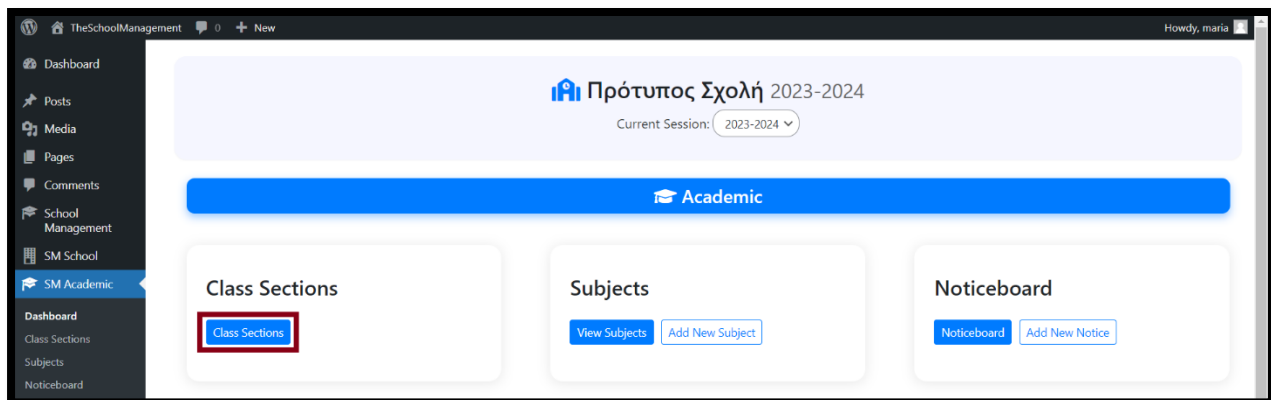 TheSchoolManagement 0 + New Howdy, maria
Dashboard
Posts
Media
Pages
Comments
School
Management
SM School
SM Academic
Dashboard
Class Sections
Subjects
Noticeboard
Πρότυπος Σχολή 2023-2024
Current Session: 2023-2024
Academic
Class Sections
Class Sections
Subjects
View Subjects Add New Subject
Noticeboard
Noticeboard Add New Notice